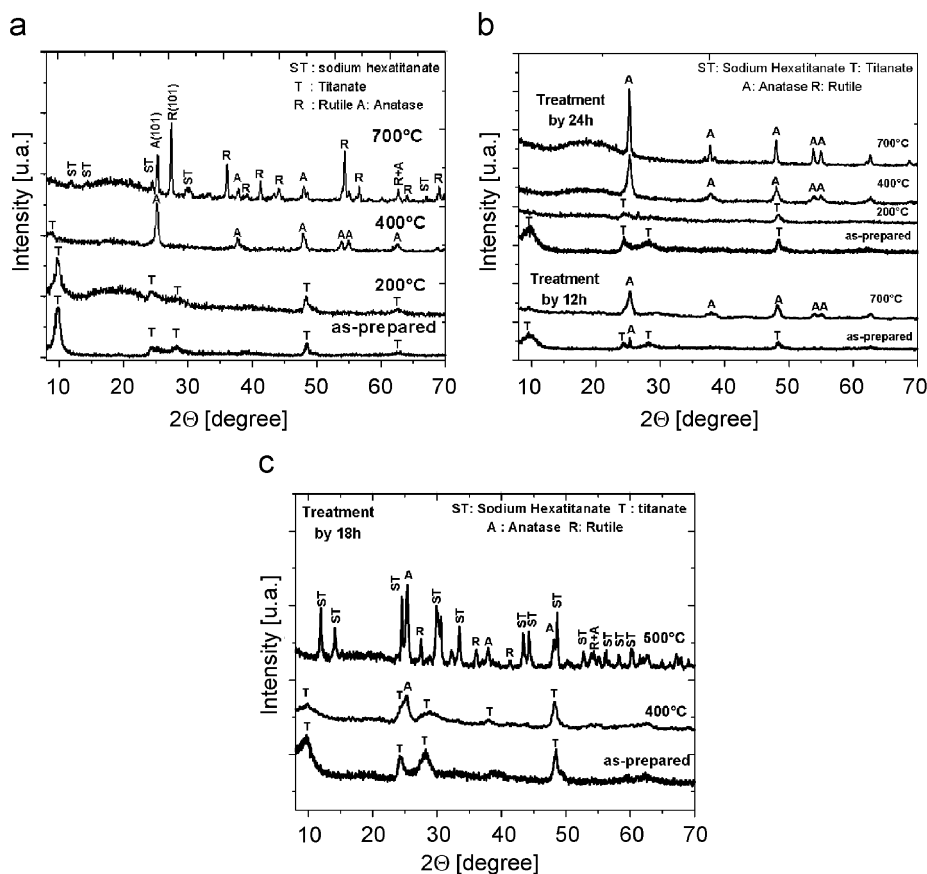 a
ST : sodium hexatitanate
T : Titanate
R : Rutile A: Anatase
700°C
ST
ST
ST
A(101)
R(101)
ST
R
A
R
R
R
A
R
R
R+A
R
ST
R
400°C
T
A
A
A
AA
A
200°C
T
T
T
T
T
as-prepared
T
T
T
T
T
Intensity [u.a.]
10 20 30 40 50 60 70
2Θ [degree]
b
ST: Sodium Hexatitanate T: Titanate
A: Anatase R: Rutile
Treatment
by 24h
A
A
A
AA
700°C
A
A
A
AA
400°C
T
T
200°C
T
T
T
T
as-prepared
Treatment
by 12h
A
A
A
AA
700°C
T
T
A
T
T
as-prepared
Intensity [u.a.]
10 20 30 40 50 60 70
2Θ [degree]
c
Treatment
by 18h
ST: Sodium Hexatitanate T : titanate
A : Anatase R: Rutile
ST
ST
ST
A
R
ST
ST
R
A
R
ST
ST
A
ST
ST
R+A
ST
ST
ST
500°C
T
T
A
T
T
T
400°C
T
T
T
T
as-prepared
Intensity [u.a.]
10 20 30 40 50 60 70
2Θ [degree]